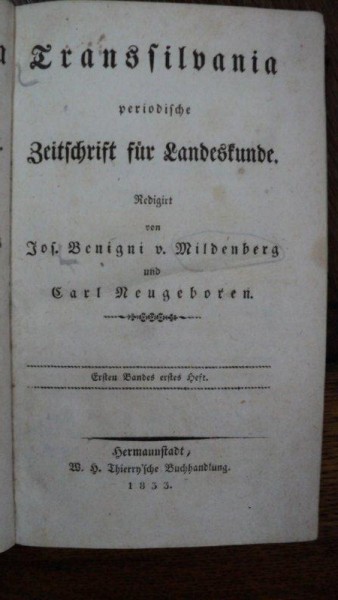 Transsilvania
periodische
Zeitschrift für Landeskunde.
Redigirt
von
Jos. Benigni v. Mildenberg
und
Carl Neugeboren.
Ersten Bandes erstes Heft.
Hermannstadt,
W. H. Thierry'sche Buchhandlung.
1833.